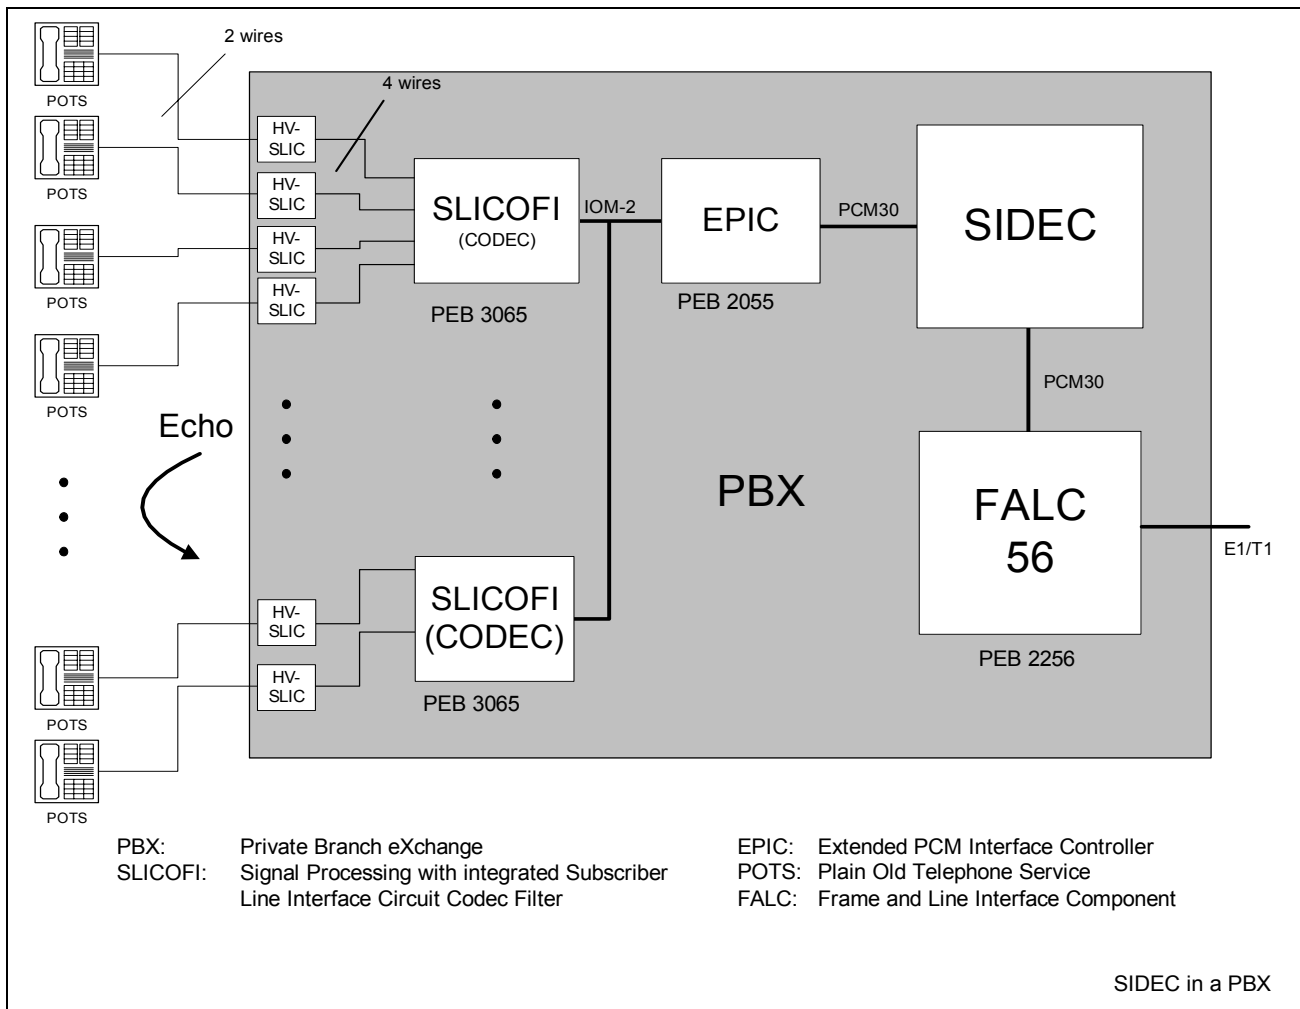 2 wires
4 wires
POTS
POTS
POTS
POTS
POTS
POTS
HV-
SLIC
HV-
SLIC
HV-
SLIC
HV-
SLIC
HV-
SLIC
HV-
SLIC
SLICOFI
(CODEC)
PEB 3065
IOM-2
EPIC
PEB 2055
PCM30
SIDEC
PCM30
Echo
PBX
FALC
56
PEB 2256
E1/T1
SLICOFI
(CODEC)
PEB 3065
PBX: Private Branch eXchange
SLICOFI: Signal Processing with integrated Subscriber
Line Interface Circuit Codec Filter
EPIC: Extended PCM Interface Controller
POTS: Plain Old Telephone Service
FALC: Frame and Line Interface Component
SIDEC in a PBX